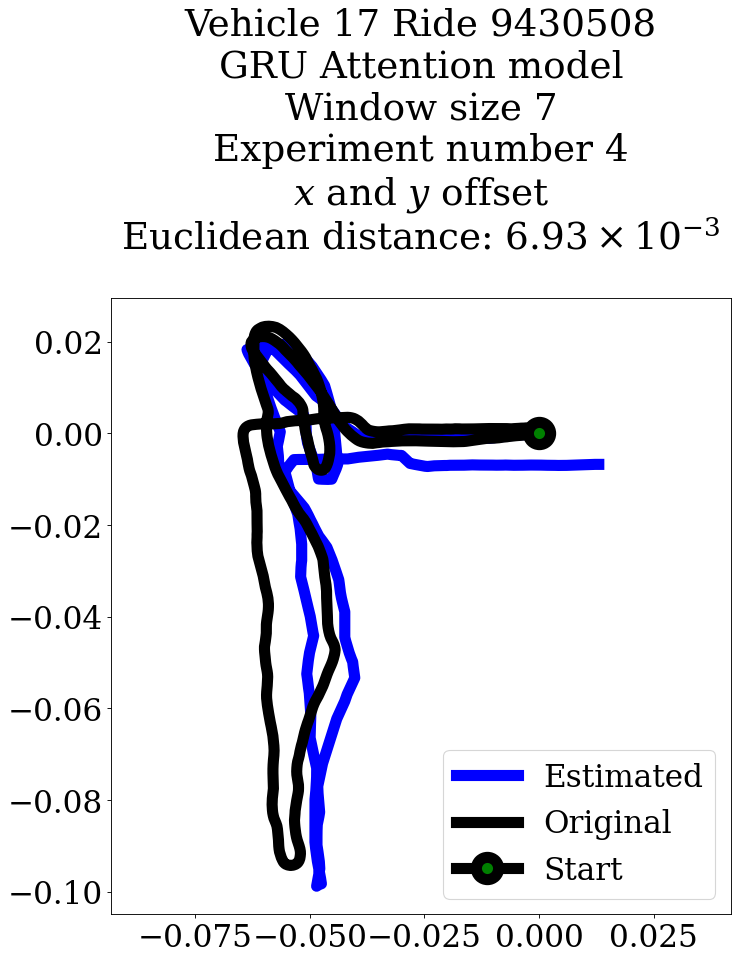 Vehicle 17 Ride 9430508
GRU Attention model
Window size 7
Experiment number 4
x and y offset
Euclidean distance: 6.93 × 10⁻³
0.02
0.00
−0.02
−0.04
−0.06
−0.08
−0.10
Estimated
Original
Start
−0.075 −0.050 −0.025 0.000 0.025